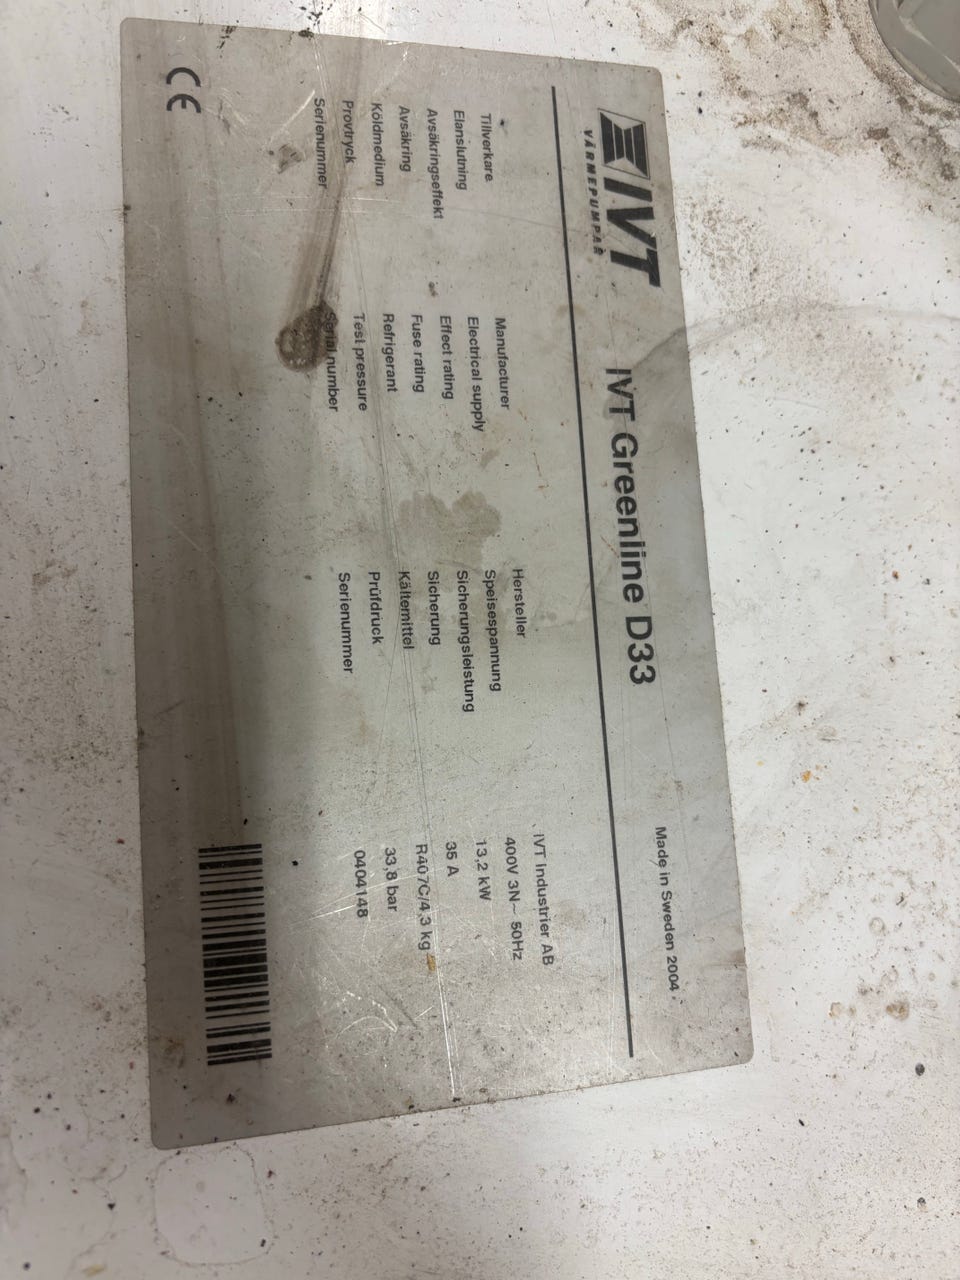 IVT
VÄRMEPUMPAR
IVT Greenline D33
Made in Sweden 2004
Tillverkare Manufacturer Hersteller IVT Industrier AB
Elanslutning Electrical supply Speisespannung 400V 3N~ 50Hz
Avsäkringseffekt Effect rating Sicherungsleistung 13,2 kW
Avsäkring Fuse rating Sicherung 35 A
Köldmedium Refrigerant Kältemittel R407C/4,3 kg
Provtryck Test pressure Prüfdruck 33,8 bar
Serienummer Serial number Serienummer 0404148
CE